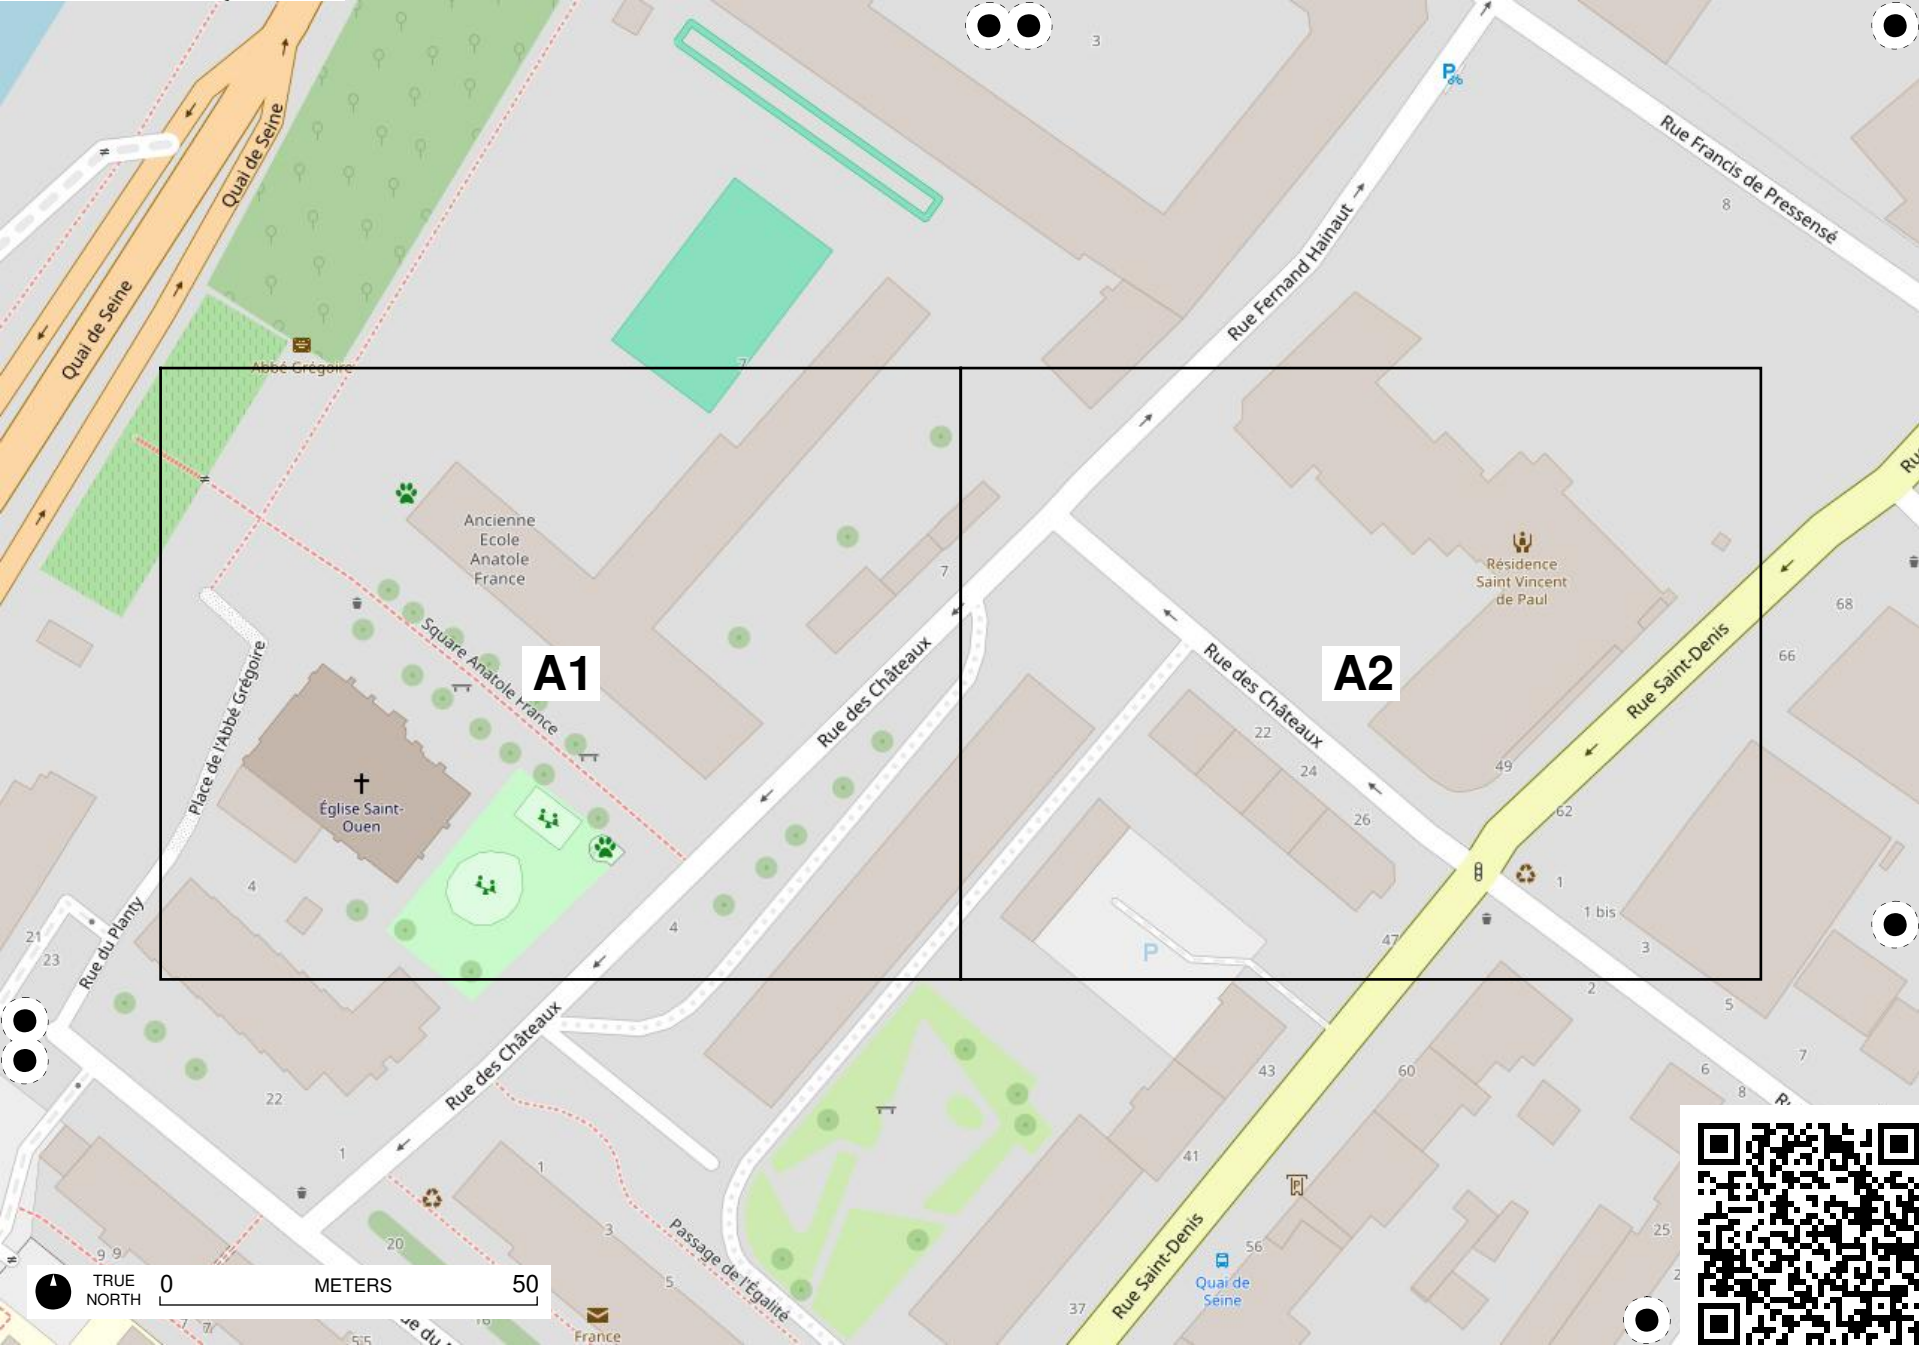 3
Rue Francis de Pressensé
8
Quai de Seine
Quai de Seine
Rue Fernand Hainaut
Abbé Grégoire
7
Ancienne
Ecole
Anatole
France
7
Résidence
Saint Vincent
de Paul
68
66
Square Anatole France
A1
A2
Rue des Châteaux
Rue des Châteaux
Rue Saint-Denis
Place de l'Abbé Grégoire
22
24
26
49
62
Église Saint-
Ouen
4
4
1
1 bis
3
47
P
2
5
7
6
8
21
23
Rue du Planty
Rue des Châteaux
22
1
1
3
5
43
60
41
56
25
37
Rue Saint-Denis
Quai de
Seine
Passage de l'Égalité
20
9
9
TRUE
NORTH
0
METERS
50
France